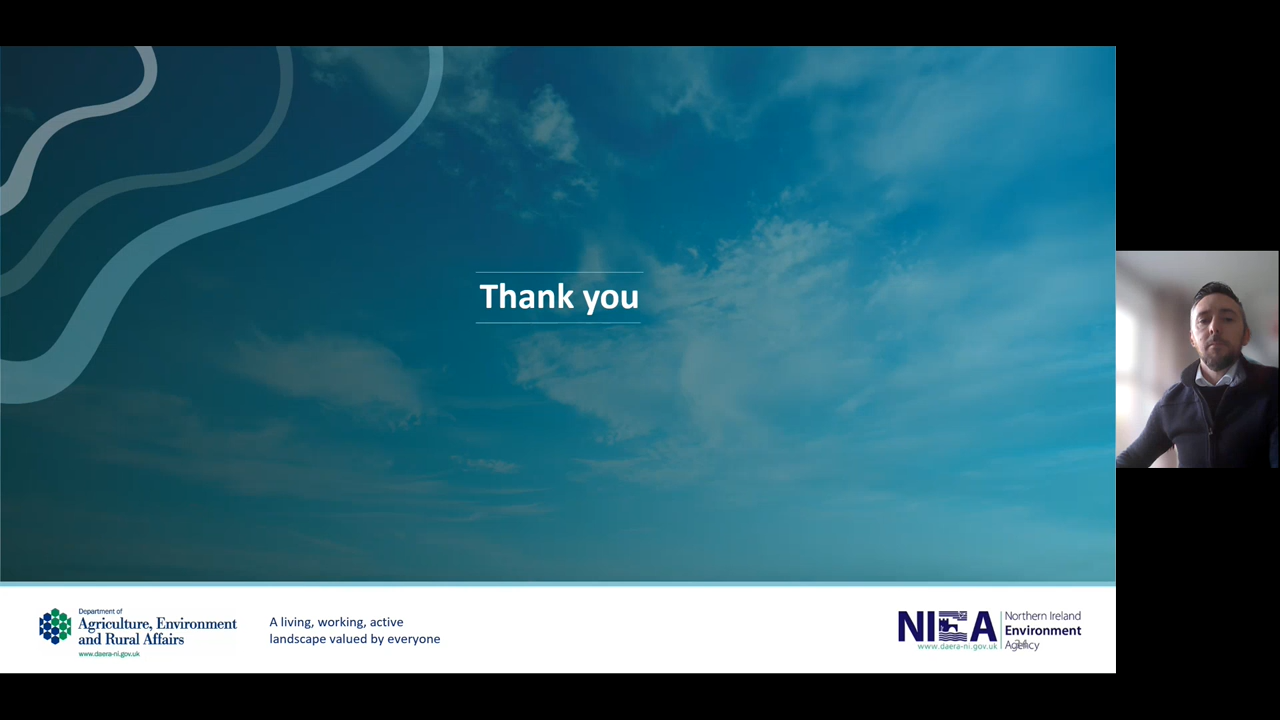 Thank you
Department of
Agriculture, Environment
and Rural Affairs
www.daera-ni.gov.uk
A living, working, active
landscape valued by everyone
NIEA
Northern Ireland
Environment
Agency
www.daera-ni.gov.uk